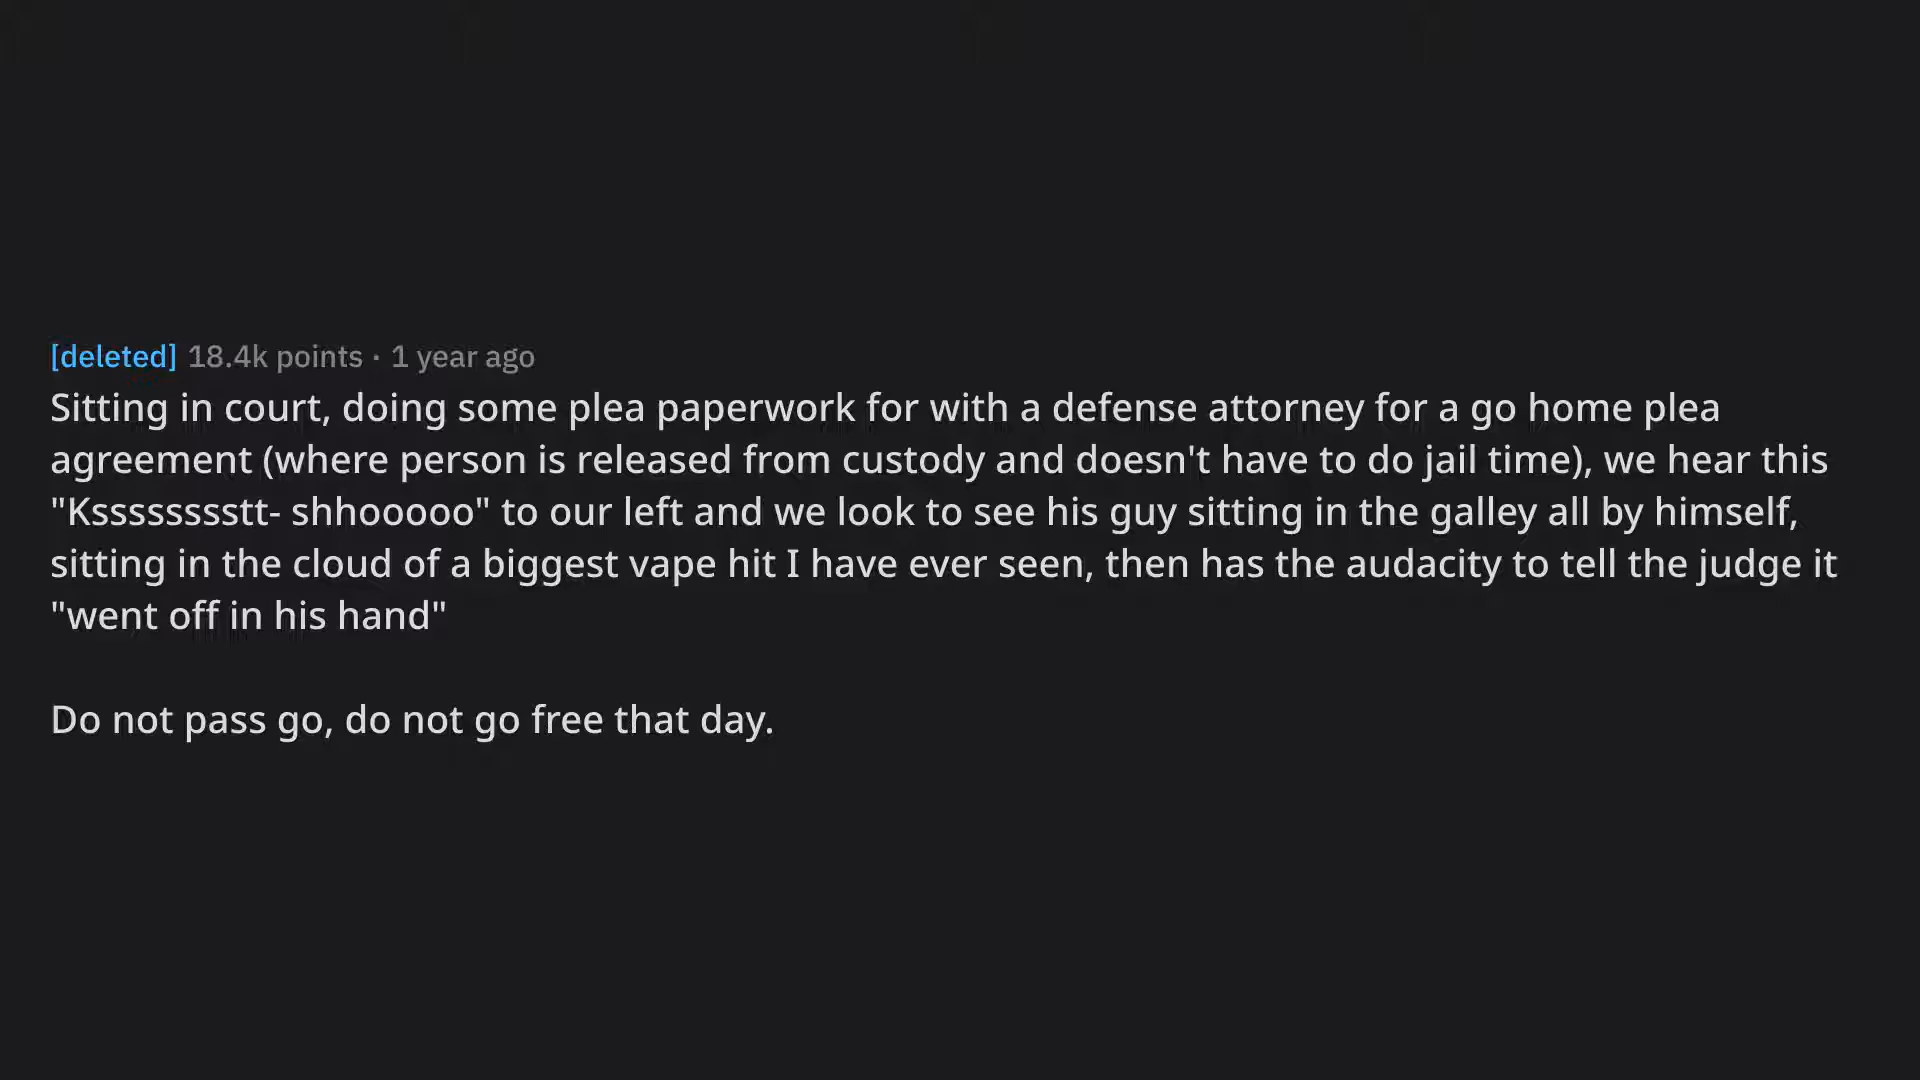 [deleted] 18.4k points · 1 year ago
Sitting in court, doing some plea paperwork for with a defense attorney for a go home plea
agreement (where person is released from custody and doesn't have to do jail time), we hear this
"Ksssssssstt- shhooooo" to our left and we look to see his guy sitting in the galley all by himself,
sitting in the cloud of a biggest vape hit I have ever seen, then has the audacity to tell the judge it
"went off in his hand"
Do not pass go, do not go free that day.